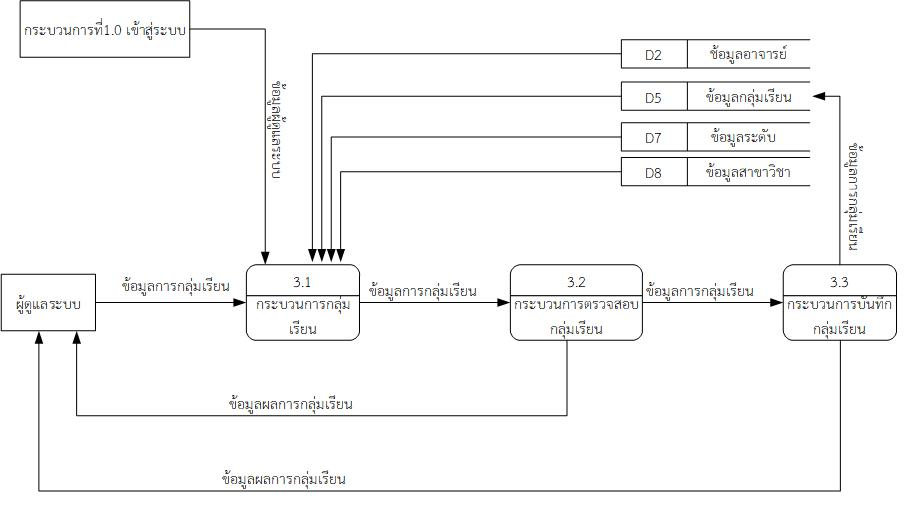 กระบวนการที่1.0 เข้าสู่ระบบ
D2 ข้อมูลอาจารย์
D5 ข้อมูลกลุ่มเรียน
D7 ข้อมูลระดับ
D8 ข้อมูลสาขาวิชา
ข้อมูลผู้ดูแลระบบ
ข้อมูลการกลุ่มเรียน
ผู้ดูแลระบบ
ข้อมูลการกลุ่มเรียน
3.1
กระบวนการกลุ่ม
เรียน
ข้อมูลการกลุ่มเรียน
3.2
กระบวนการตรวจสอบ
กลุ่มเรียน
ข้อมูลการกลุ่มเรียน
3.3
กระบวนการบันทึก
กลุ่มเรียน
ข้อมูลผลการกลุ่มเรียน
ข้อมูลผลการกลุ่มเรียน